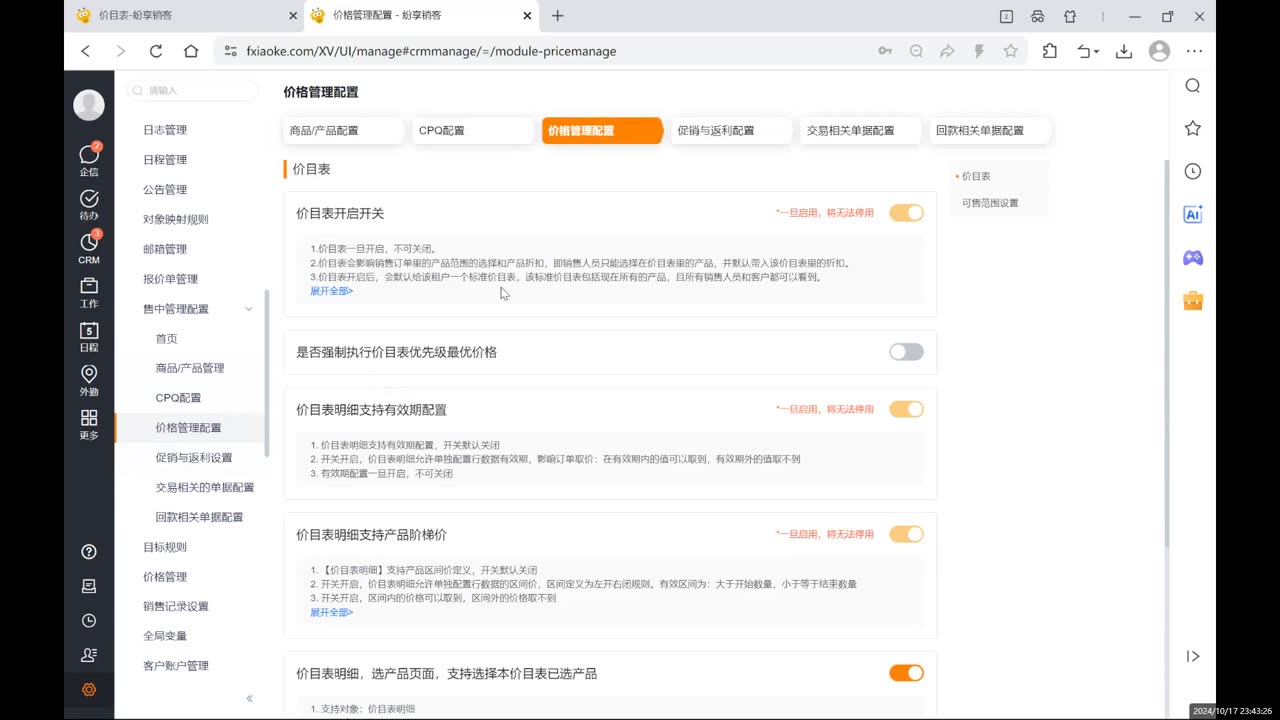 价目表-纷享销客
价格管理配置 - 纷享销客
2
fxiaoke.com/XV/UI/manage#crmmanage/=/module-pricemanage
2
企信
待办
3
CRM
工作
5
日程
外勤
更多
请输入
日志管理
日程管理
公告管理
对象映射规则
邮箱管理
报价单管理
售中管理配置
首页
商品/产品管理
CPQ配置
价格管理配置
促销与返利设置
交易相关的单据配置
回款相关单据配置
目标规则
价格管理
销售记录设置
全局变量
客户账户管理
价格管理配置
商品/产品配置
CPQ配置
价格管理配置
促销与返利配置
交易相关单据配置
回款相关单据配置
价目表
价目表开启开关
*一旦启用，将无法停用
1.价目表一旦开启，不可关闭。
2.价目表会影响销售订单里的产品范围的选择和产品折扣，即销售人员只能选择在价目表里的产品，并默认带入该价目表里的折扣。
3.价目表开启后，会默认给该租户一个标准价目表，该标准价目表包括现在所有的产品，且所有销售人员和客户都可以看到。
展开全部>
是否强制执行价目表优先级最优价格
价目表明细支持有效期配置
*一旦启用，将无法停用
1. 价目表明细支持有效期配置，开关默认关闭
2. 开关开启，价目表明细允许单独配置行数据有效期，影响订单取价：在有效期内的值可以取到，有效期外的值取不到
3. 有效期配置一旦开启，不可关闭
价目表明细支持产品阶梯价
*一旦启用，将无法停用
1. 【价目表明细】支持产品区间价定义，开关默认关闭
2. 开关开启，价目表明细允许单独配置行数据的区间价，区间定义为左开右闭规则。有效区间为：大于开始数量，小于等于结束数量
3. 开关开启，区间内的价格可以取到，区间外的价格取不到
展开全部>
价目表明细，选产品页面，支持选择本价目表已选产品
1. 支持对象：价目表明细
价目表
可售范围设置
AI
2024/10/17 23:43:26